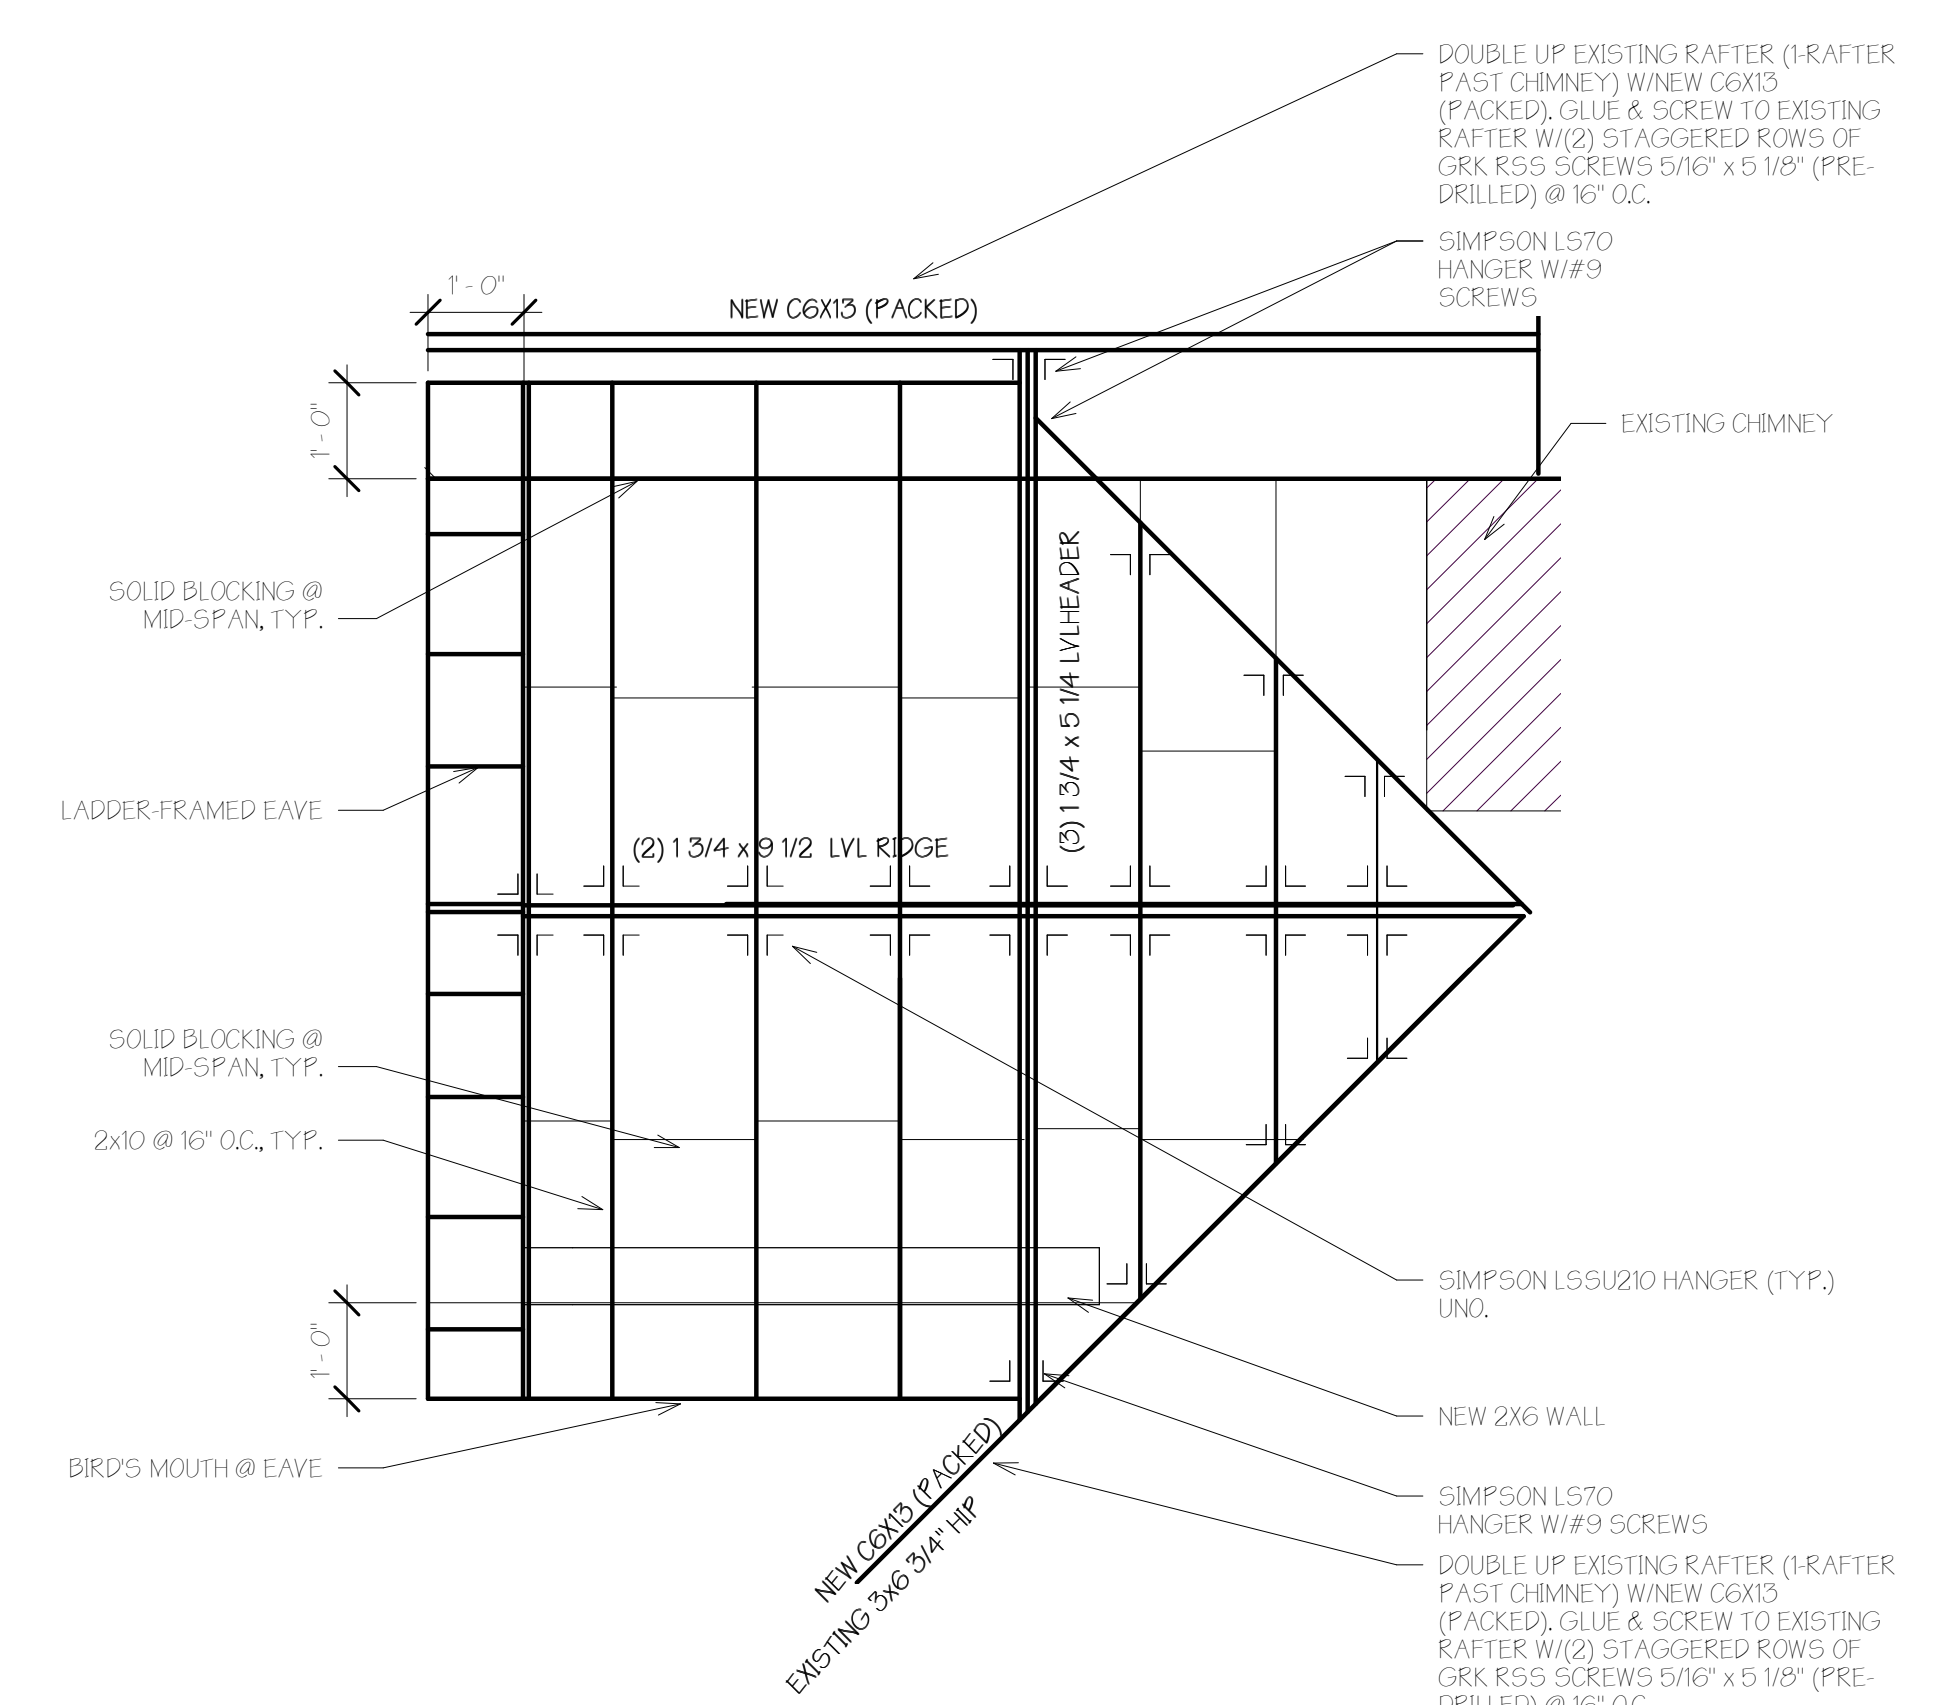 DOUBLE UP EXISTING RAFTER (1-RAFTER
PAST CHIMNEY) W/NEW C6X13
(PACKED). GLUE & SCREW TO EXISTING
RAFTER W/(2) STAGGERED ROWS OF
GRK RSS SCREWS 5/16" x 5 1/8" (PRE-
DRILLED) @ 16" O.C.
SIMPSON LS70
HANGER W/#9
SCREWS
1' - 0"
NEW C6X13 (PACKED)
1' - 0"
EXISTING CHIMNEY
SOLID BLOCKING @
MID-SPAN, TYP.
(3) 1 3/4 x 5 1/4 LVLHEADER
LADDER-FRAMED EAVE
(2) 1 3/4 x 9 1/2 LVL RIDGE
SOLID BLOCKING @
MID-SPAN, TYP.
2x10 @ 16" O.C., TYP.
SIMPSON LSSU210 HANGER (TYP.)
UNO.
1' - 0"
NEW 2X6 WALL
BIRD'S MOUTH @ EAVE
SIMPSON LS70
HANGER W/#9 SCREWS
NEW C6X13 (PACKED)
EXISTING 3x6 3/4" HIP
DOUBLE UP EXISTING RAFTER (1-RAFTER
PAST CHIMNEY) W/NEW C6X13
(PACKED). GLUE & SCREW TO EXISTING
RAFTER W/(2) STAGGERED ROWS OF
GRK RSS SCREWS 5/16" x 5 1/8" (PRE-
DRILLED) @ 16" O.C.